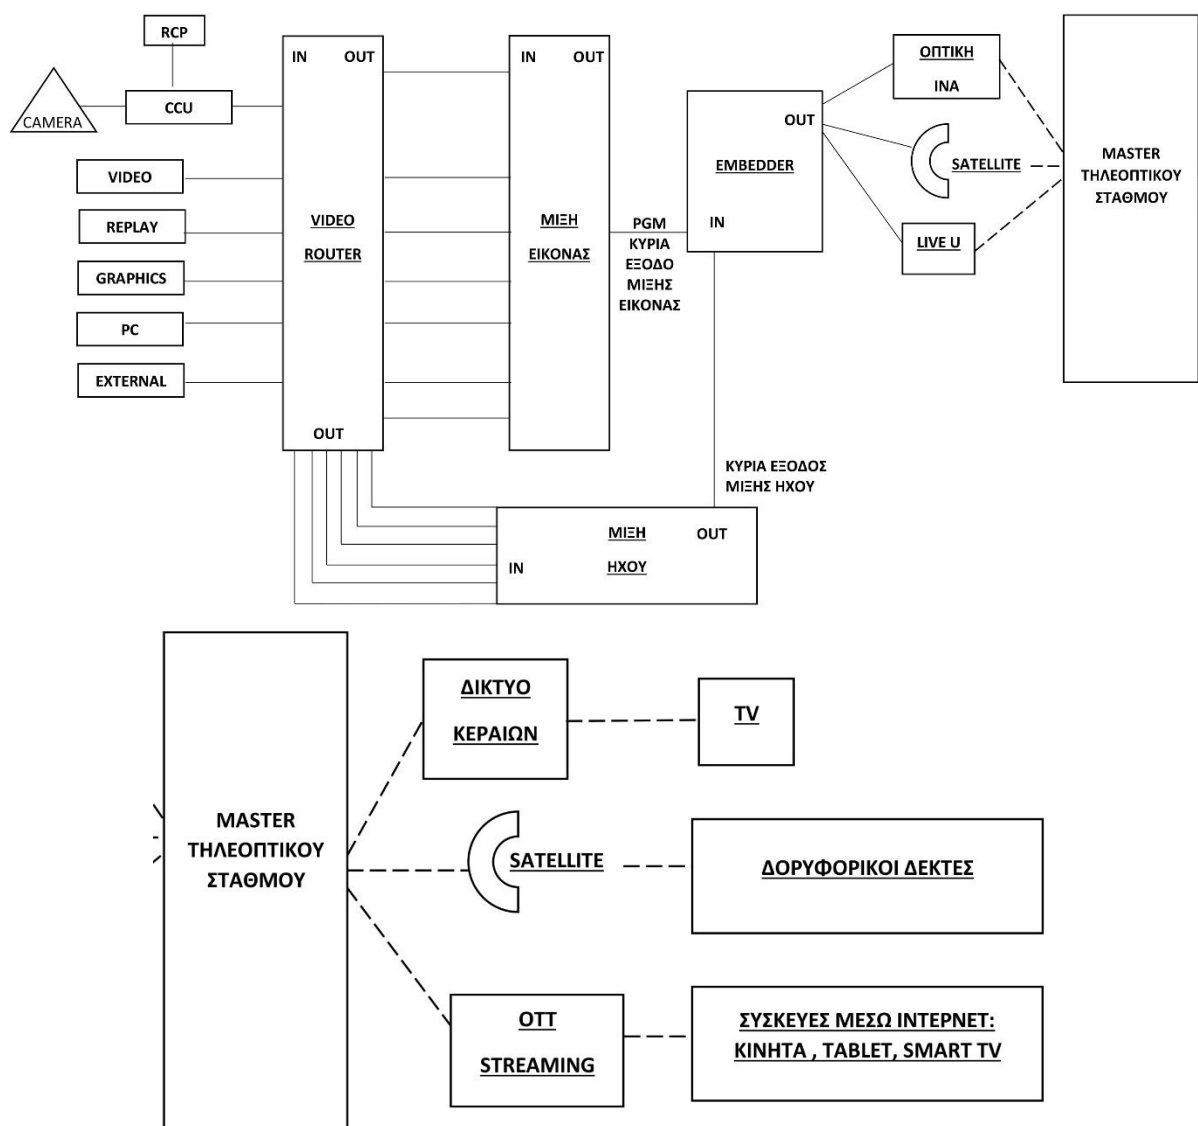 RCP
CAMERA
CCU
VIDEO
REPLAY
GRAPHICS
PC
EXTERNAL
IN OUT
VIDEO
ROUTER
OUT
IN OUT
ΜΙΞΗ
ΕΙΚΟΝΑΣ
PGM
ΚΥΡΙΑ
ΕΞΟΔΟ
ΜΙΞΗΣ
ΕΙΚΟΝΑΣ
OUT
EMBEDDER
IN
ΟΠΤΙΚΗ
ΙΝΑ
SATELLITE
LIVE U
MASTER
ΤΗΛΕΟΠΤΙΚΟΥ
ΣΤΑΘΜΟΥ
ΚΥΡΙΑ ΕΞΟΔΟΣ
ΜΙΞΗΣ ΗΧΟΥ
ΜΙΞΗ OUT
IN ΗΧΟΥ
MASTER
ΤΗΛΕΟΠΤΙΚΟΥ
ΣΤΑΘΜΟΥ
ΔΙΚΤΥΟ
ΚΕΡΑΙΩΝ
TV
SATELLITE
ΔΟΡΥΦΟΡΙΚΟΙ ΔΕΚΤΕΣ
OTT
STREAMING
ΣΥΣΚΕΥΕΣ ΜΕΣΩ INTERNET:
ΚΙΝΗΤΑ , TABLET, SMART TV